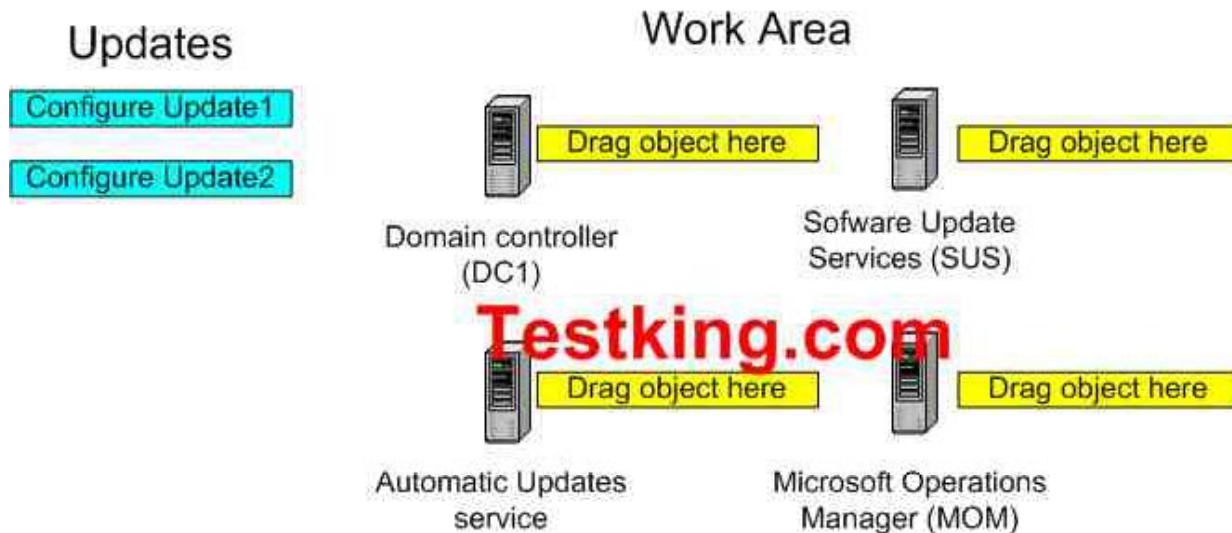 Updates
Work Area
Configure Update1
Configure Update2
Drag object here
Drag object here
Domain controller
(DC1)
Sofware Update
Services (SUS)
Testking.com
Drag object here
Drag object here
Automatic Updates
service
Microsoft Operations
Manager (MOM)